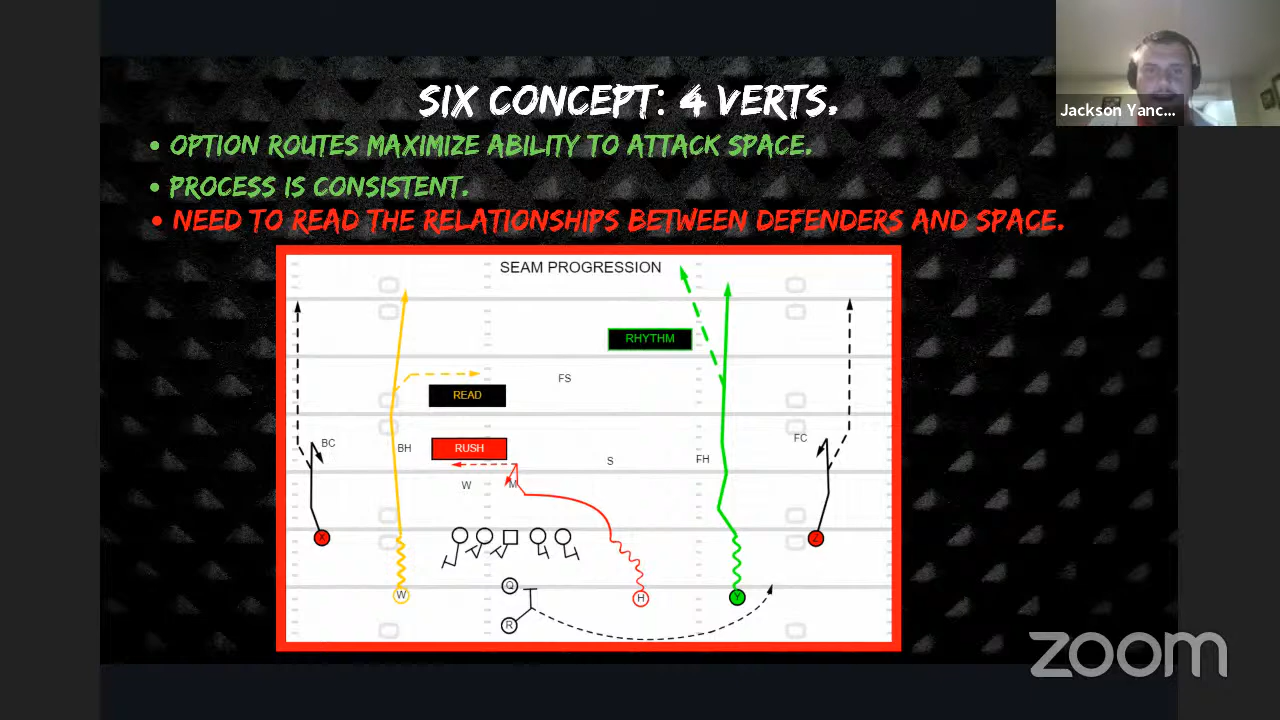 SIX CONCEPT: 4 VERTS.
Jackson Yanc...
• OPTION ROUTES MAXIMIZE ABILITY TO ATTACK SPACE.
• PROCESS IS CONSISTENT.
• NEED TO READ THE RELATIONSHIPS BETWEEN DEFENDERS AND SPACE.
SEAM PROGRESSION
RHYTHM
FS
READ
BC
FC
BH
RUSH
S
FH
W
M
X
Z
Q
W
H
Y
R
zoom